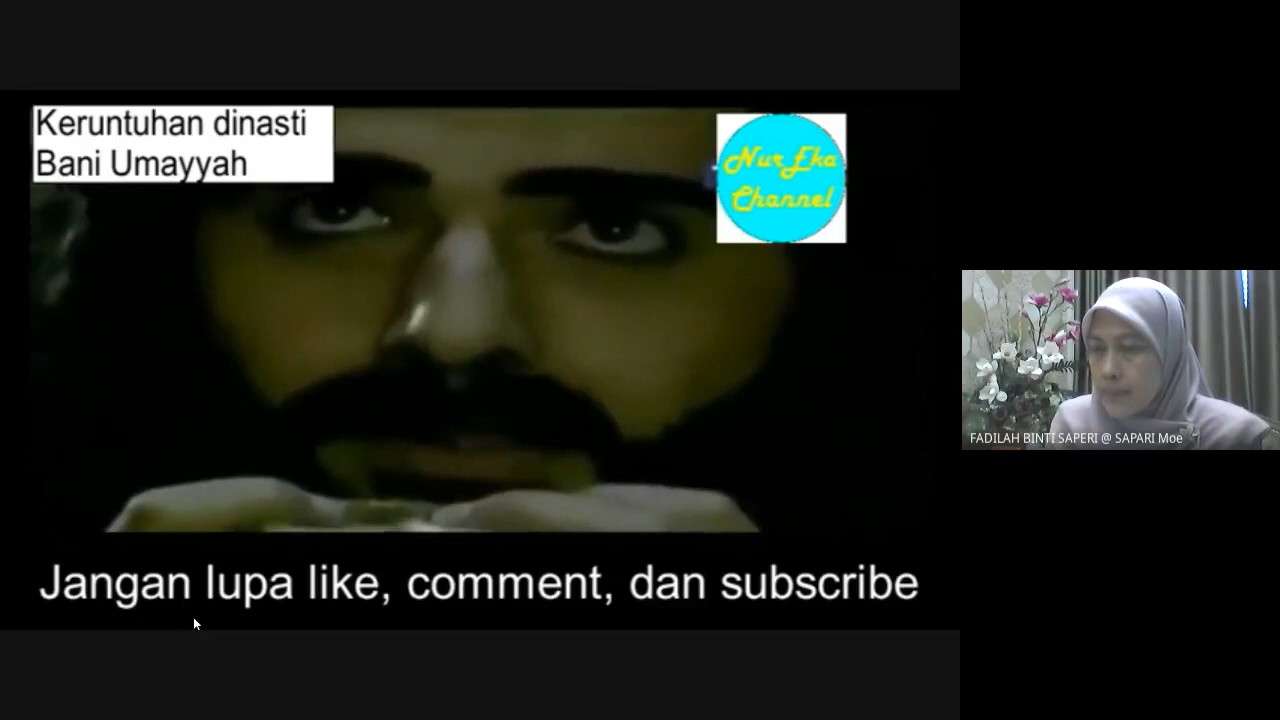 Keruntuhan dinasti
Bani Umayyah
Nur Eka
Channel
FADILAH BINTI SAPERI @ SAPARI Moe
Jangan lupa like, comment, dan subscribe